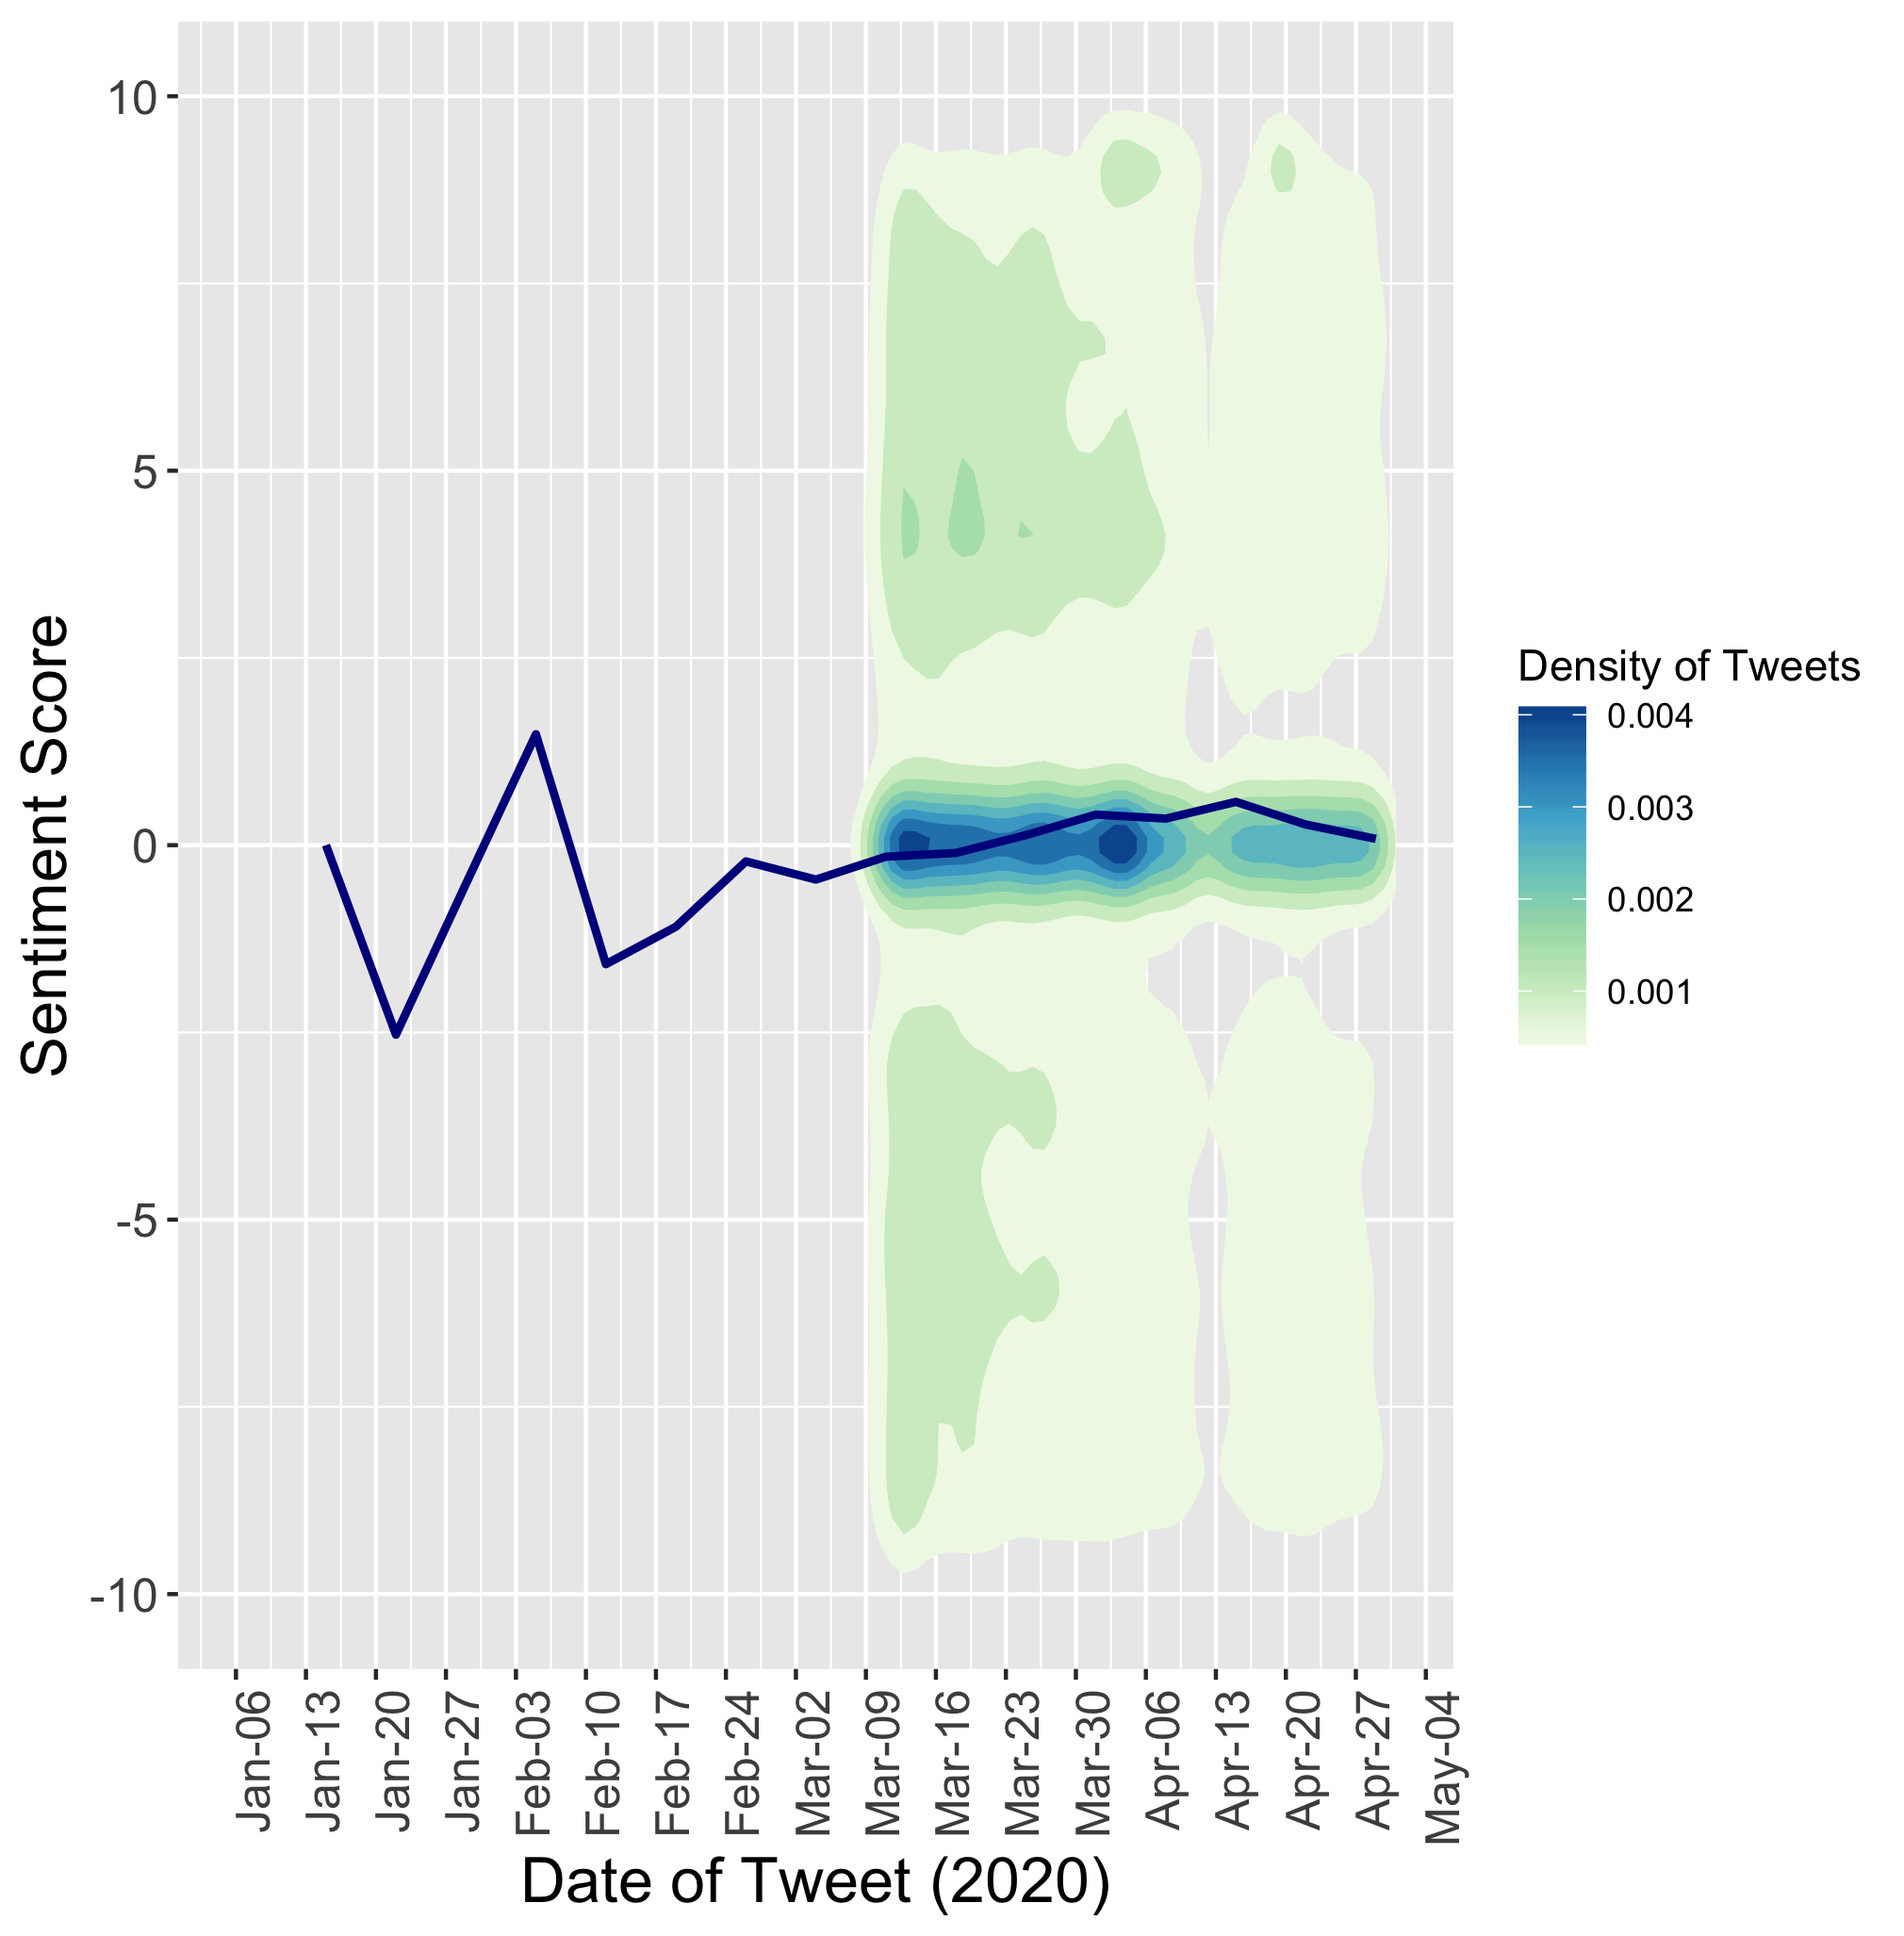 Sentiment Score
10
5
0
-5
-10
Jan-06
Jan-13
Jan-20
Jan-27
Feb-03
Feb-10
Feb-17
Feb-24
Mar-02
Mar-09
Mar-16
Mar-23
Mar-30
Apr-06
Apr-13
Apr-20
Apr-27
May-04
Date of Tweet (2020)
Density of Tweets
0.004
0.003
0.002
0.001